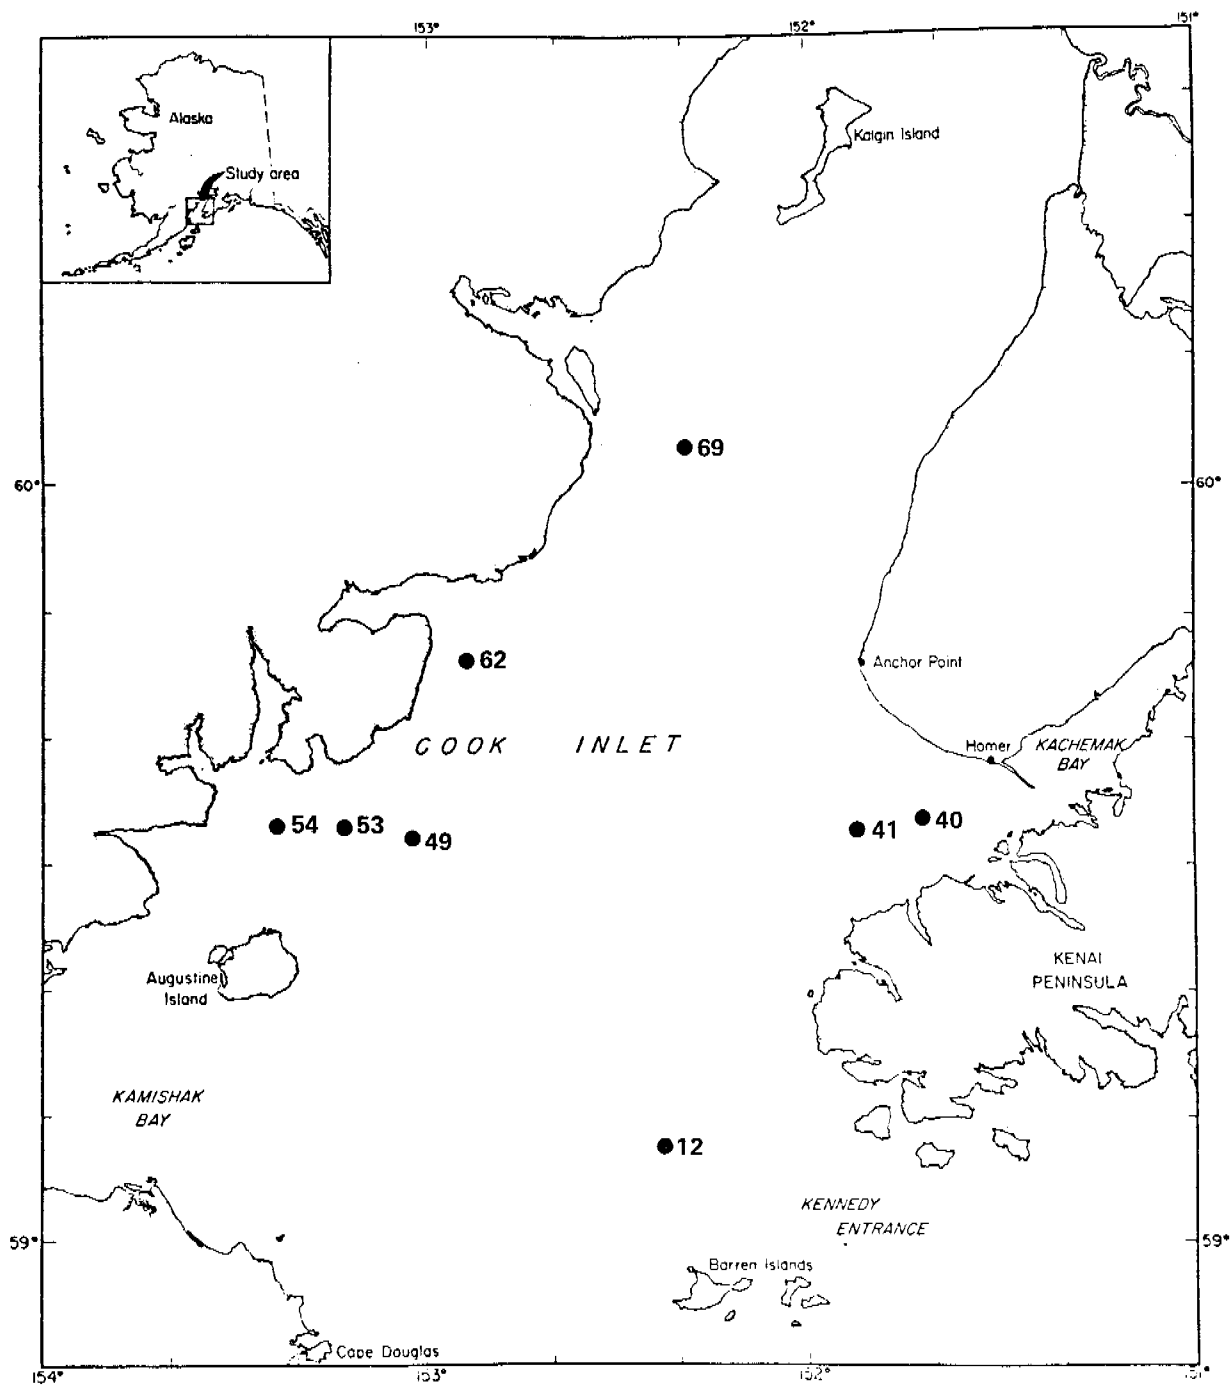 153°
152°
151°
Alaska
Study area
Kalgin Island
69
60°
60°
62
Anchor Point
COOK INLET
Homer
KACHEMAK
BAY
54
53
49
41
40
Augustine
Island
KENAI
PENINSULA
KAMISHAK
BAY
12
KENNEDY
ENTRANCE
59°
59°
Barren Islands
Cape Douglas
154°
153°
152°
151°